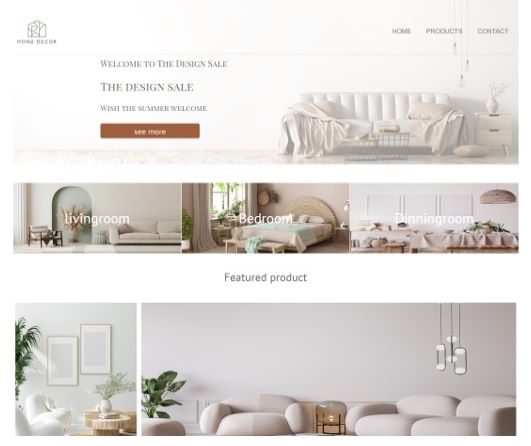 HOME DECOR
HOME PRODUCTS CONTACT
Welcome to The Design Sale
The design sale
Wish the summer welcome
see more
livingroom
Bedroom
Dinningroom
Featured product